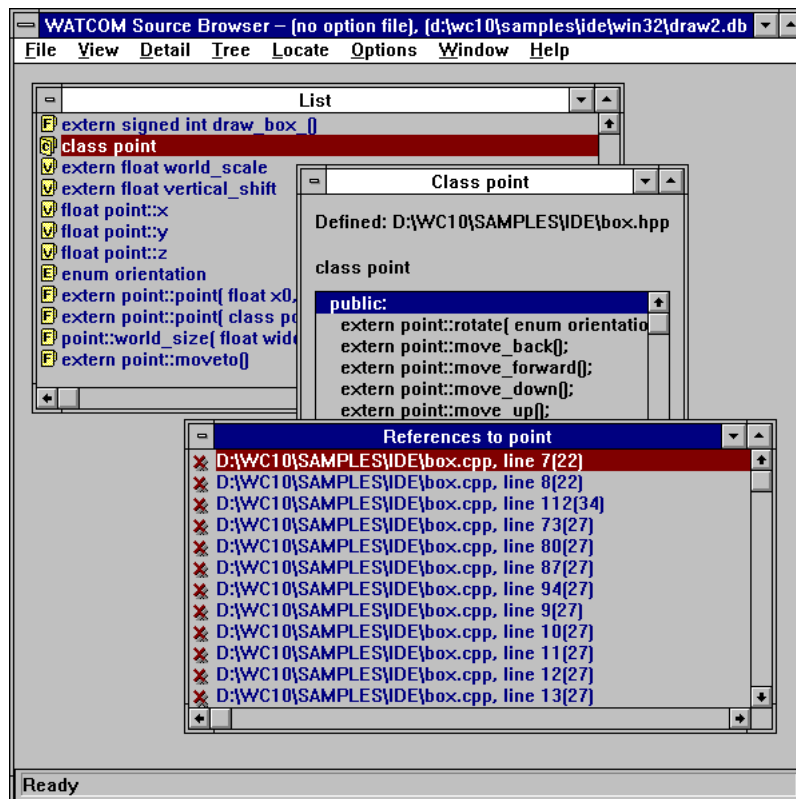 WATCOM Source Browser – (no option file), (d:\wc10\samples\ide\win32\draw2.db
File View Detail Tree Locate Options Window Help
List
extern signed int draw_box_()
class point
extern float world_scale
extern float vertical_shift
float point::x
float point::y
float point::z
enum orientation
extern point::point( float x0,
extern point::point( class po
point::world_size( float wid
extern point::moveto()
Class point
Defined: D:\WC10\SAMPLES\IDE\box.hpp
class point
public:
extern point::rotate( enum orientatio
extern point::move_back();
extern point::move_forward();
extern point::move_down();
extern point::move_up();
References to point
D:\WC10\SAMPLES\IDE\box.cpp, line 7(22)
D:\WC10\SAMPLES\IDE\box.cpp, line 8(22)
D:\WC10\SAMPLES\IDE\box.cpp, line 112(34)
D:\WC10\SAMPLES\IDE\box.cpp, line 73(27)
D:\WC10\SAMPLES\IDE\box.cpp, line 80(27)
D:\WC10\SAMPLES\IDE\box.cpp, line 87(27)
D:\WC10\SAMPLES\IDE\box.cpp, line 94(27)
D:\WC10\SAMPLES\IDE\box.cpp, line 9(27)
D:\WC10\SAMPLES\IDE\box.cpp, line 10(27)
D:\WC10\SAMPLES\IDE\box.cpp, line 11(27)
D:\WC10\SAMPLES\IDE\box.cpp, line 12(27)
D:\WC10\SAMPLES\IDE\box.cpp, line 13(27)
Ready